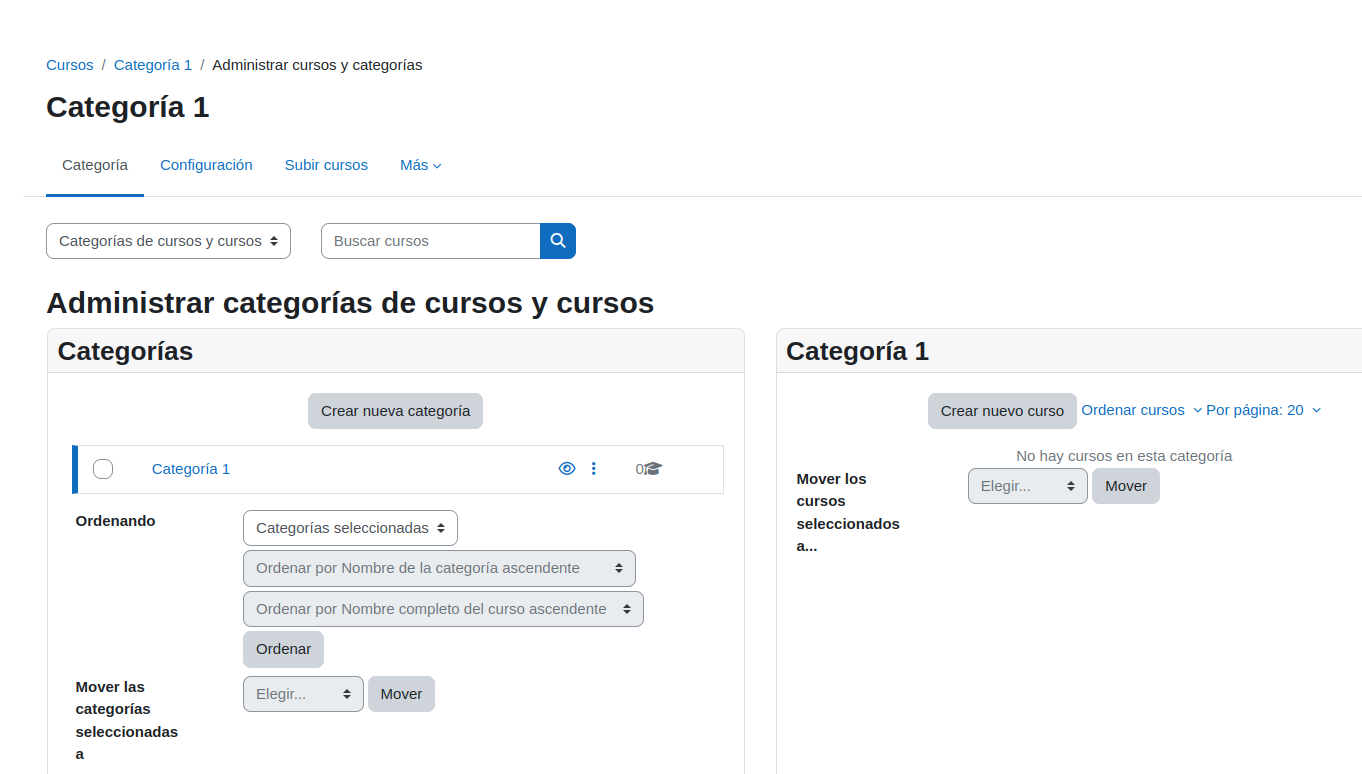 Cursos / Categoría 1 / Administrar cursos y categorías
Categoría 1
Categoría Configuración Subir cursos Más
Categorías de cursos y cursos Buscar cursos
Administrar categorías de cursos y cursos
Categorías
Crear nueva categoría
Categoría 1 0
Ordenando
Categorías seleccionadas
Ordenar por Nombre de la categoría ascendente
Ordenar por Nombre completo del curso ascendente
Ordenar
Mover las
categorías
seleccionadas
a
Elegir... Mover
Categoría 1
Crear nuevo curso Ordenar cursos Por página: 20
No hay cursos en esta categoría
Mover los
cursos
seleccionados
a...
Elegir... Mover